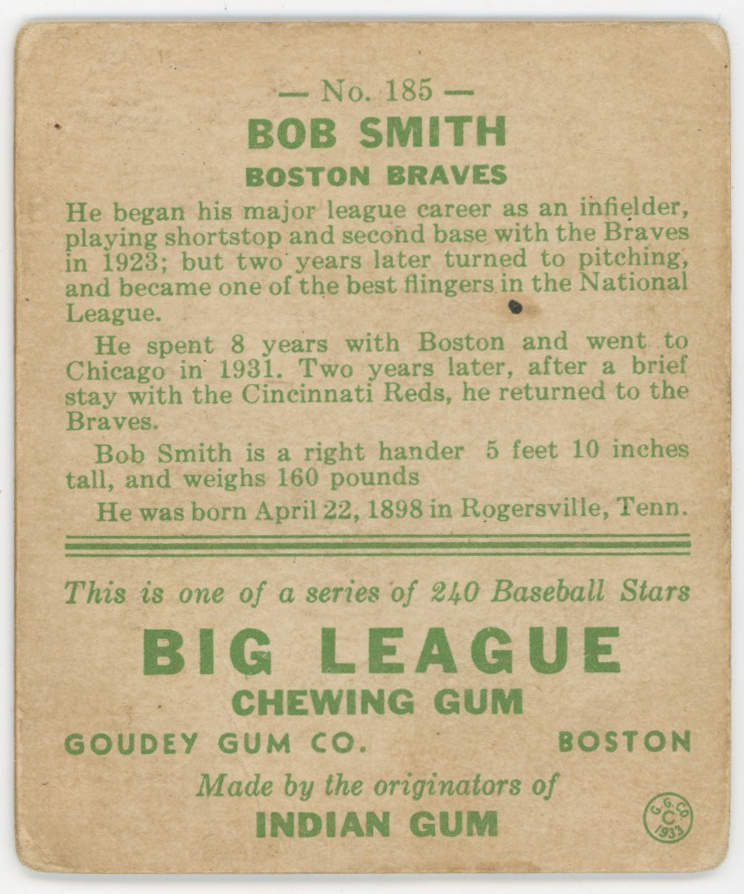 — No. 185 —
BOB SMITH
BOSTON BRAVES
He began his major league career as an infielder,
playing shortstop and second base with the Braves
in 1923; but two years later turned to pitching,
and became one of the best flingers in the National
League.
He spent 8 years with Boston and went to
Chicago in 1931. Two years later, after a brief
stay with the Cincinnati Reds, he returned to the
Braves.
Bob Smith is a right hander 5 feet 10 inches
tall, and weighs 160 pounds
He was born April 22, 1898 in Rogersville, Tenn.
This is one of a series of 240 Baseball Stars
BIG LEAGUE
CHEWING GUM
GOUDEY GUM CO. BOSTON
Made by the originators of
INDIAN GUM
G.G.CO
C
1933